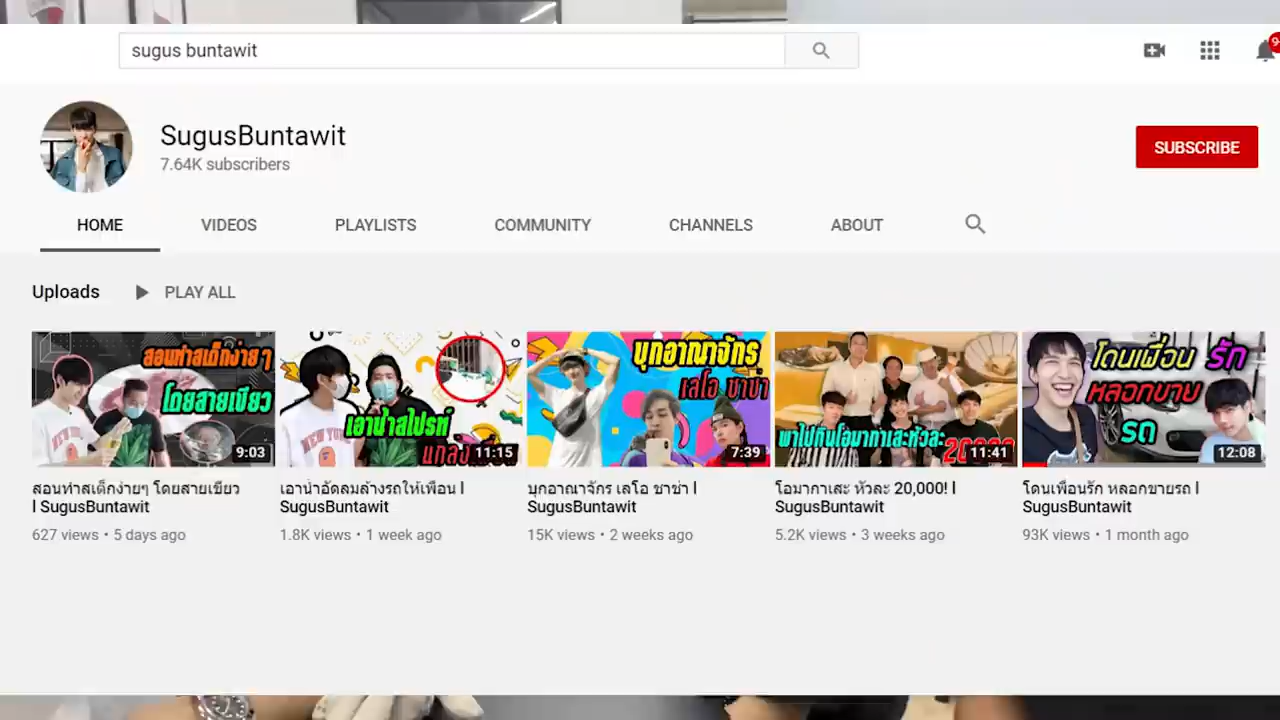 sugus buntawit
9
SugusBuntawit
7.64K subscribers
SUBSCRIBE
HOME
VIDEOS
PLAYLISTS
COMMUNITY
CHANNELS
ABOUT
Uploads
PLAY ALL
สอนทำสเต็กง่ายๆ
โดยสายเขียว
NEW YORK
9:03
เอาน้ำสไปรท์
แกล้ง
11:15
บุกอาณาจักร
เลโอ ซาซ่า
7:39
พาไปกินโอมากาเสะหัวละ
11:41
โดนเพื่อน รัก
หลอกขาย
รถ
12:08
สอนทำสเต็กง่ายๆ โดยสายเขียว
l SugusBuntawit
627 views • 5 days ago
เอาน้ำอัดลมล้างรถให้เพื่อน l
SugusBuntawit
1.8K views • 1 week ago
บุกอาณาจักร เลโอ ซาซ่า l
SugusBuntawit
15K views • 2 weeks ago
โอมากาเสะ หัวละ 20,000! l
SugusBuntawit
5.2K views • 3 weeks ago
โดนเพื่อนรัก หลอกขายรถ l
SugusBuntawit
93K views • 1 month ago